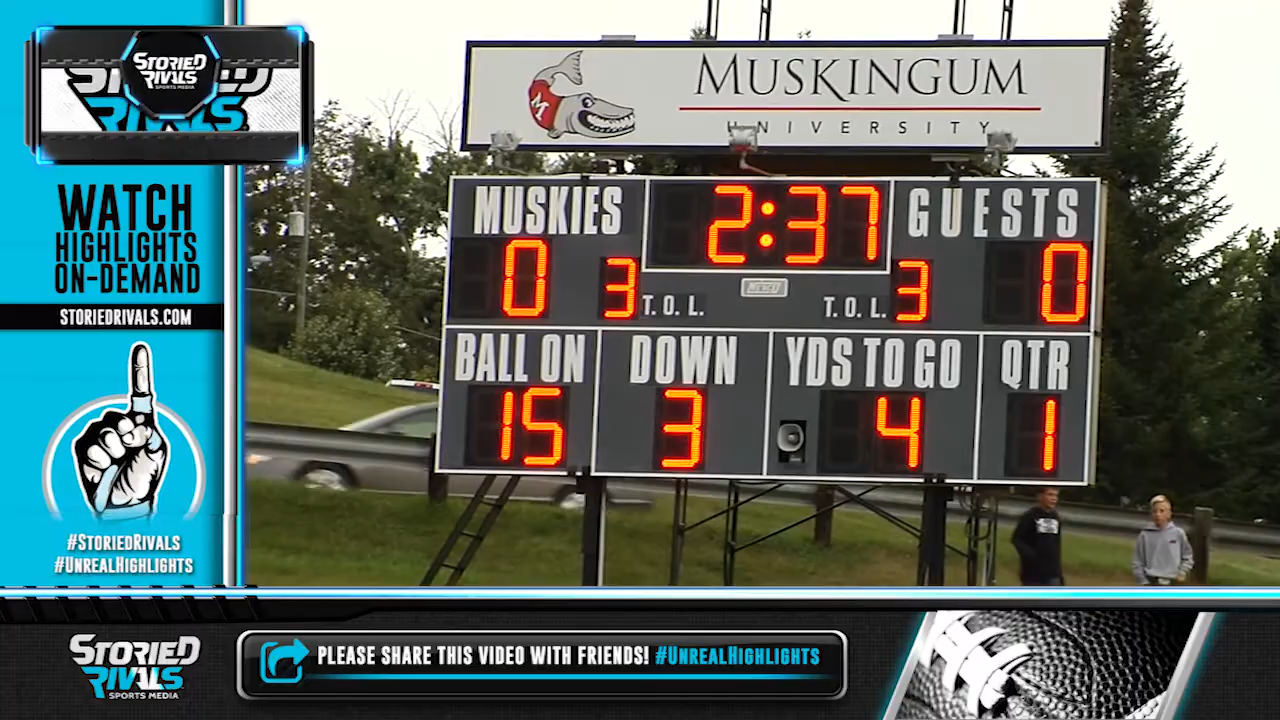 STORIED
RIVALS
SPORTS MEDIA
WATCH
HIGHLIGHTS
ON-DEMAND
STORIEDRIVALS.COM
#STORIEDRIVALS
#UNREALHIGHLIGHTS
M
MUSKINGUM
UNIVERSITY
MUSKIES 2:37 GUESTS
0 3 T.O.L. T.O.L. 3 0
BALL ON DOWN YDS TO GO QTR
15 3 4 1
STORIED
RIVALS
SPORTS MEDIA
PLEASE SHARE THIS VIDEO WITH FRIENDS! #UNREALHIGHLIGHTS